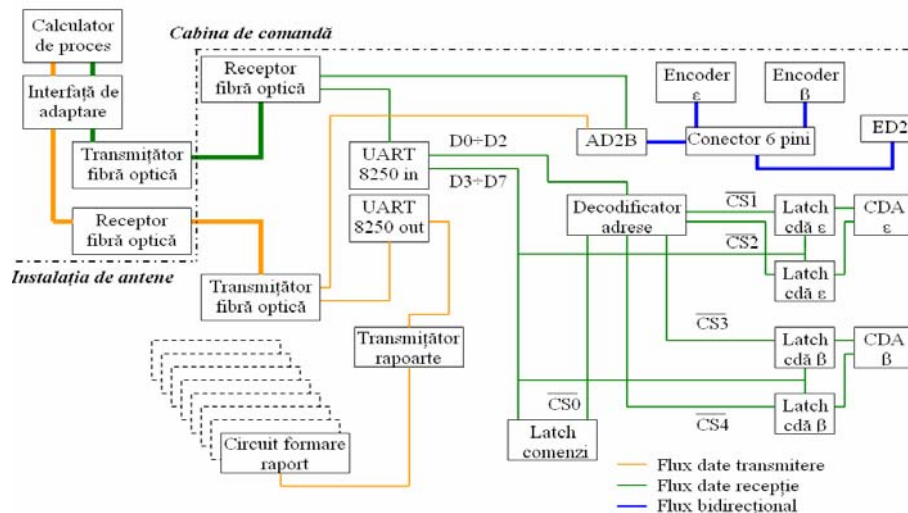 Calculator
de proces
Cabina de comandă
Interfață de
adaptare
Receptor
fibră optică
Encoder
ε
Encoder
β
ED2
Transmițător
fibră optică
UART
8250 in
D0÷D2
D3÷D7
AD2B
Conector 6 pini
Receptor
fibră optică
UART
8250 out
Decodificator
adrese
CS1
CS2
Latch
cdă ε
CDA
ε
Latch
cdă ε
Instalația de antene
Transmițător
fibră optică
CS3
Latch
cdă β
CDA
β
Transmițător
rapoarte
CS0
CS4
Latch
cdă β
Circuit formare
raport
Latch
comenzi
Flux date transmitere
Flux date recepție
Flux bidirecțional